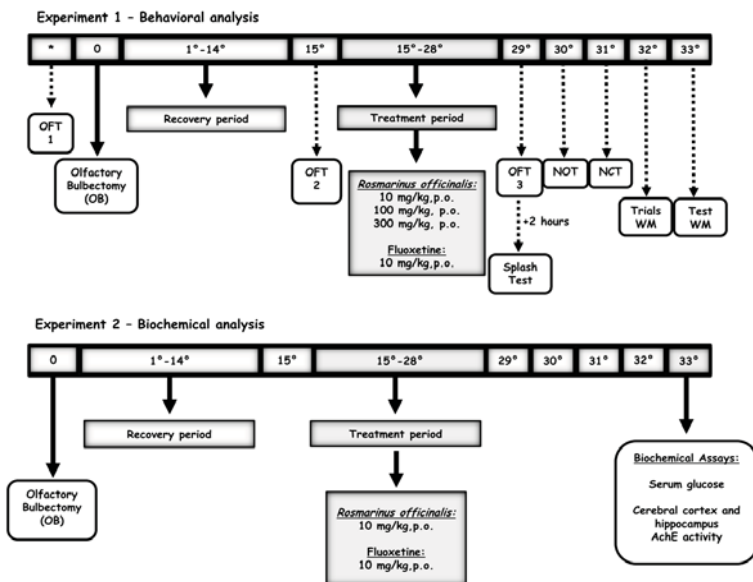 Experiment 1 – Behavioral analysis
* 0 1°-14° 15° 15°-28° 29° 30° 31° 32° 33°
OFT
1
Olfactory
Bulbectomy
(OB)
Recovery period
OFT
2
Treatment period
Rosmarinus officinalis:
10 mg/kg,p.o.
100 mg/kg, p.o.
300 mg/kg, p.o.
Fluoxetine:
10 mg/kg,p.o.
OFT
3
+2 hours
Splash
Test
NOT
NCT
Trials
WM
Test
WM
Experiment 2 – Biochemical analysis
0 1°-14° 15° 15°-28° 29° 30° 31° 32° 33°
Olfactory
Bulbectomy
(OB)
Recovery period
Treatment period
Rosmarinus officinalis:
10 mg/kg,p.o.
Fluoxetine:
10 mg/kg,p.o.
Biochemical Assays:
Serum glucose
Cerebral cortex and
hippocampus
AchE activity